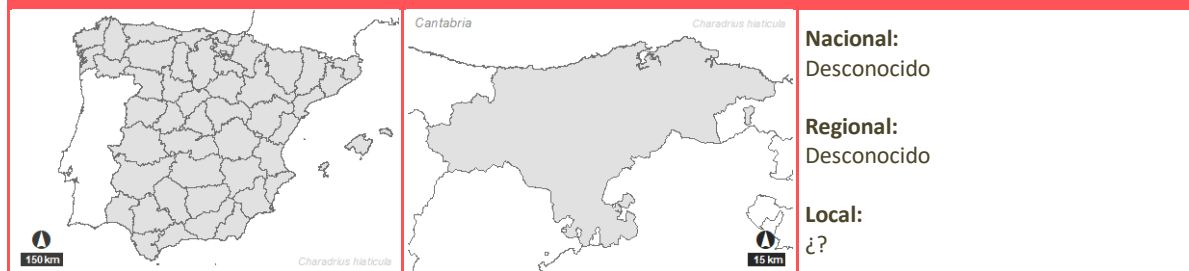 150 km
Charadrius hiaticula
Cantabria
Charadrius hiaticula
15 km
Nacional:
Desconocido
Regional:
Desconocido
Local:
¿?